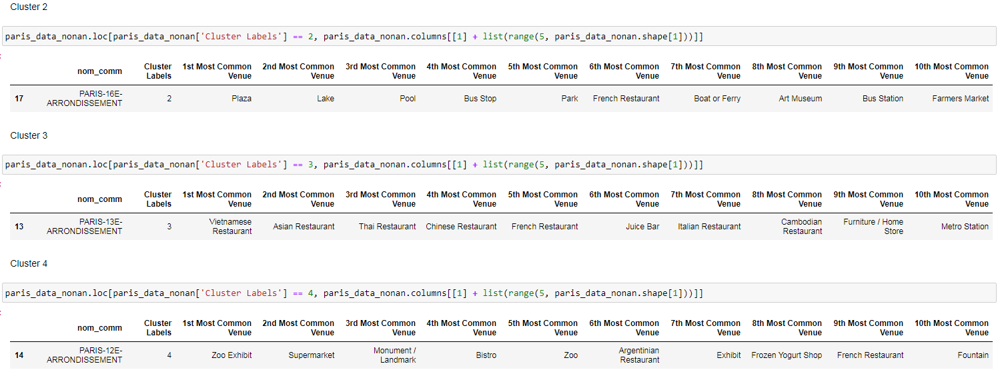 Cluster 2
paris_data_nonan.loc[paris_data_nonan['Cluster Labels'] == 2, paris_data_nonan.columns[[1] + list(range(5, paris_data_nonan.shape[1]))]]
nom_comm Cluster Labels 1st Most Common Venue 2nd Most Common Venue 3rd Most Common Venue 4th Most Common Venue 5th Most Common Venue 6th Most Common Venue 7th Most Common Venue 8th Most Common Venue 9th Most Common Venue 10th Most Common Venue
17 PARIS-16E-ARRONDISSEMENT 2 Plaza Lake Pool Bus Stop Park French Restaurant Boat or Ferry Art Museum Bus Station Farmers Market
Cluster 3
paris_data_nonan.loc[paris_data_nonan['Cluster Labels'] == 3, paris_data_nonan.columns[[1] + list(range(5, paris_data_nonan.shape[1]))]]
nom_comm Cluster Labels 1st Most Common Venue 2nd Most Common Venue 3rd Most Common Venue 4th Most Common Venue 5th Most Common Venue 6th Most Common Venue 7th Most Common Venue 8th Most Common Venue 9th Most Common Venue 10th Most Common Venue
13 PARIS-13E-ARRONDISSEMENT 3 Vietnamese Restaurant Asian Restaurant Thai Restaurant Chinese Restaurant French Restaurant Juice Bar Italian Restaurant Cambodian Restaurant Furniture / Home Store Metro Station
Cluster 4
paris_data_nonan.loc[paris_data_nonan['Cluster Labels'] == 4, paris_data_nonan.columns[[1] + list(range(5, paris_data_nonan.shape[1]))]]
nom_comm Cluster Labels 1st Most Common Venue 2nd Most Common Venue 3rd Most Common Venue 4th Most Common Venue 5th Most Common Venue 6th Most Common Venue 7th Most Common Venue 8th Most Common Venue 9th Most Common Venue 10th Most Common Venue
14 PARIS-12E-ARRONDISSEMENT 4 Zoo Exhibit Supermarket Monument / Landmark Bistro Zoo Argentinian Restaurant Exhibit Frozen Yogurt Shop French Restaurant Fountain